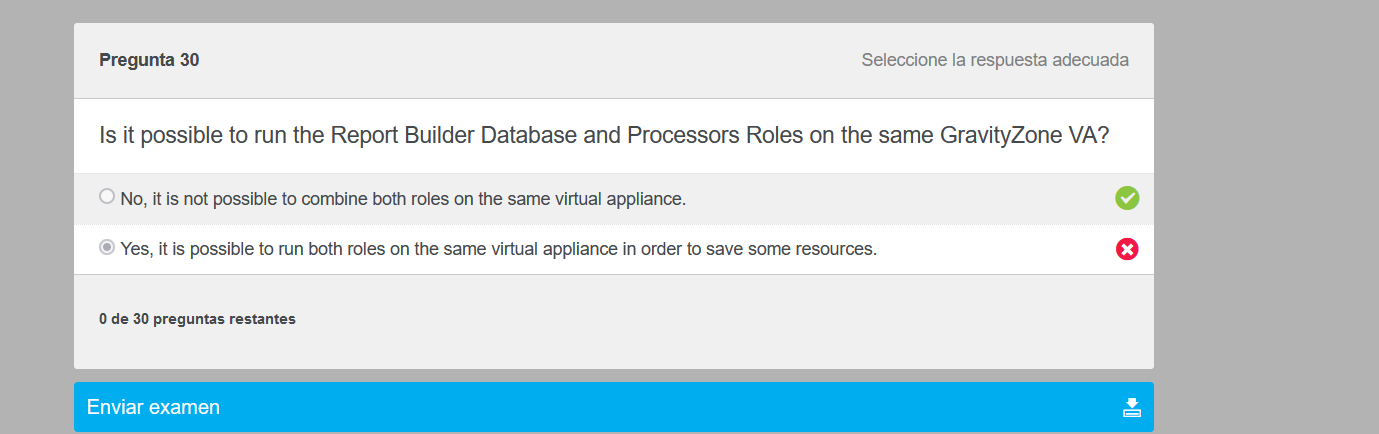 Pregunta 30
Seleccione la respuesta adecuada
Is it possible to run the Report Builder Database and Processors Roles on the same GravityZone VA?
No, it is not possible to combine both roles on the same virtual appliance.
Yes, it is possible to run both roles on the same virtual appliance in order to save some resources.
0 de 30 preguntas restantes
Enviar examen